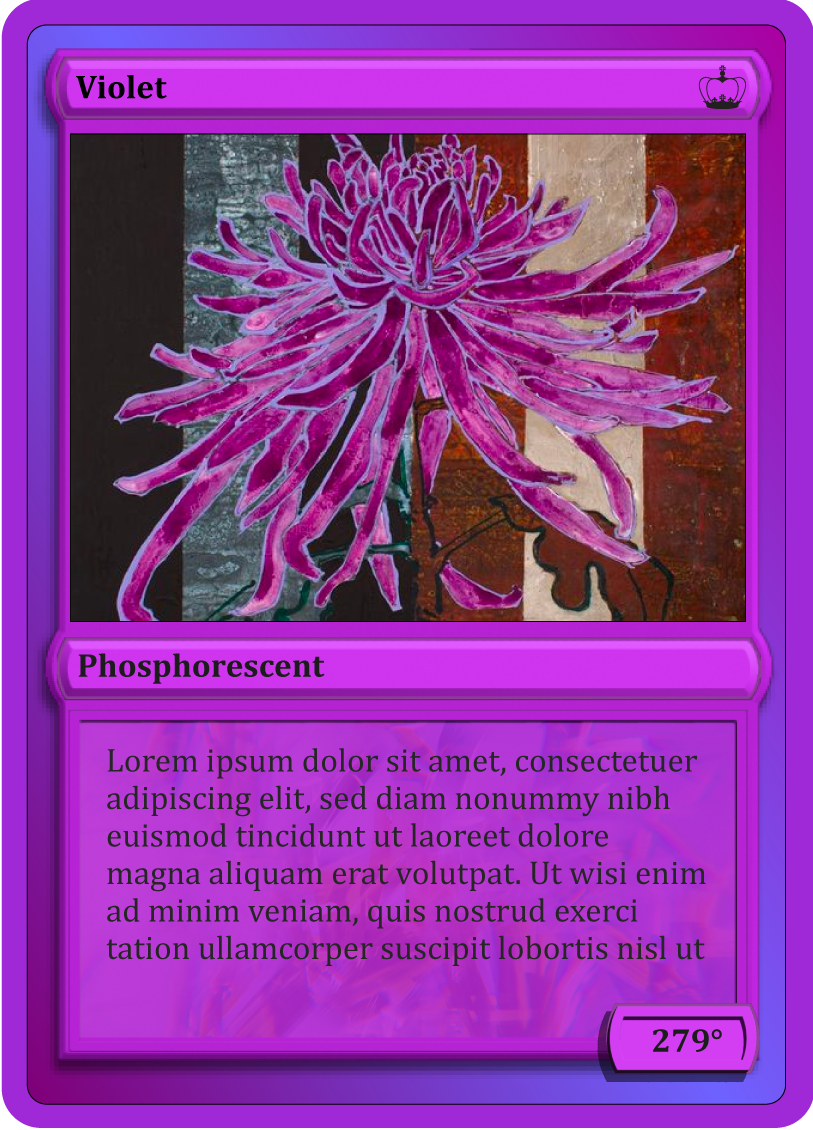 Violet
Phosphorescent
Lorem ipsum dolor sit amet, consectetuer
adipiscing elit, sed diam nonummy nibh
euismod tincidunt ut laoreet dolore
magna aliquam erat volutpat. Ut wisi enim
ad minim veniam, quis nostrud exerci
tation ullamcorper suscipit lobortis nisl ut
279°